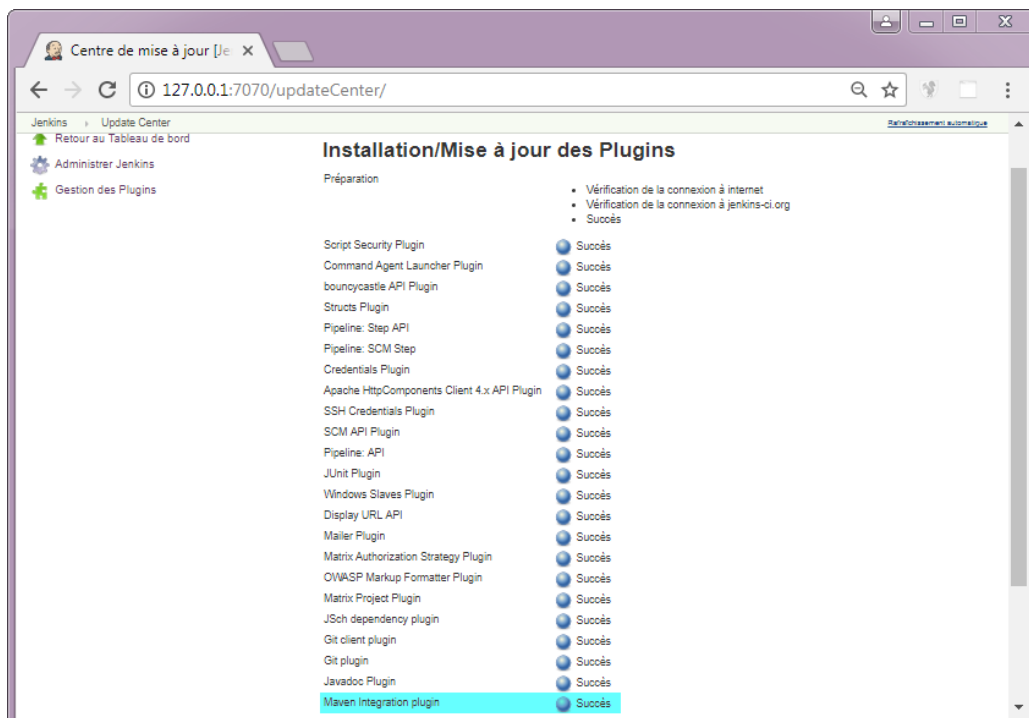 Centre de mise à jour [Je
127.0.0.1:7070/updateCenter/
Jenkins Update Center Rafraîchissement automatique
Retour au Tableau de bord
Administrer Jenkins
Gestion des Plugins
Installation/Mise à jour des Plugins
Préparation
Vérification de la connexion à internet
Vérification de la connexion à jenkins-ci.org
Succès
Script Security Plugin Succès
Command Agent Launcher Plugin Succès
bouncycastle API Plugin Succès
Structs Plugin Succès
Pipeline: Step API Succès
Pipeline: SCM Step Succès
Credentials Plugin Succès
Apache HttpComponents Client 4.x API Plugin Succès
SSH Credentials Plugin Succès
SCM API Plugin Succès
Pipeline: API Succès
JUnit Plugin Succès
Windows Slaves Plugin Succès
Display URL API Succès
Mailer Plugin Succès
Matrix Authorization Strategy Plugin Succès
OWASP Markup Formatter Plugin Succès
Matrix Project Plugin Succès
JSch dependency plugin Succès
Git client plugin Succès
Git plugin Succès
Javadoc Plugin Succès
Maven Integration plugin Succès